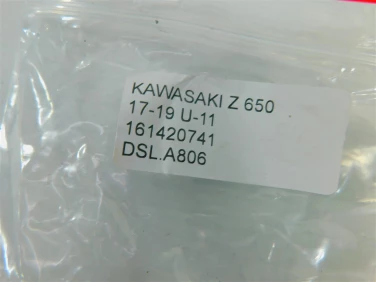 KAWASAKI Z 650
17-19 U-11
161420741
DSL.A806